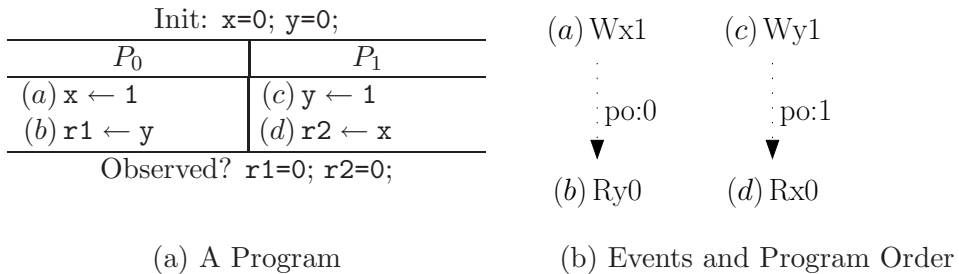 Init: x=0; y=0;
P0 P1
(a) x ← 1 (c) y ← 1
(b) r1 ← y (d) r2 ← x
Observed? r1=0; r2=0;
(a) A Program
(a) Wx1 (c) Wy1
po:0 po:1
(b) Ry0 (d) Rx0
(b) Events and Program Order